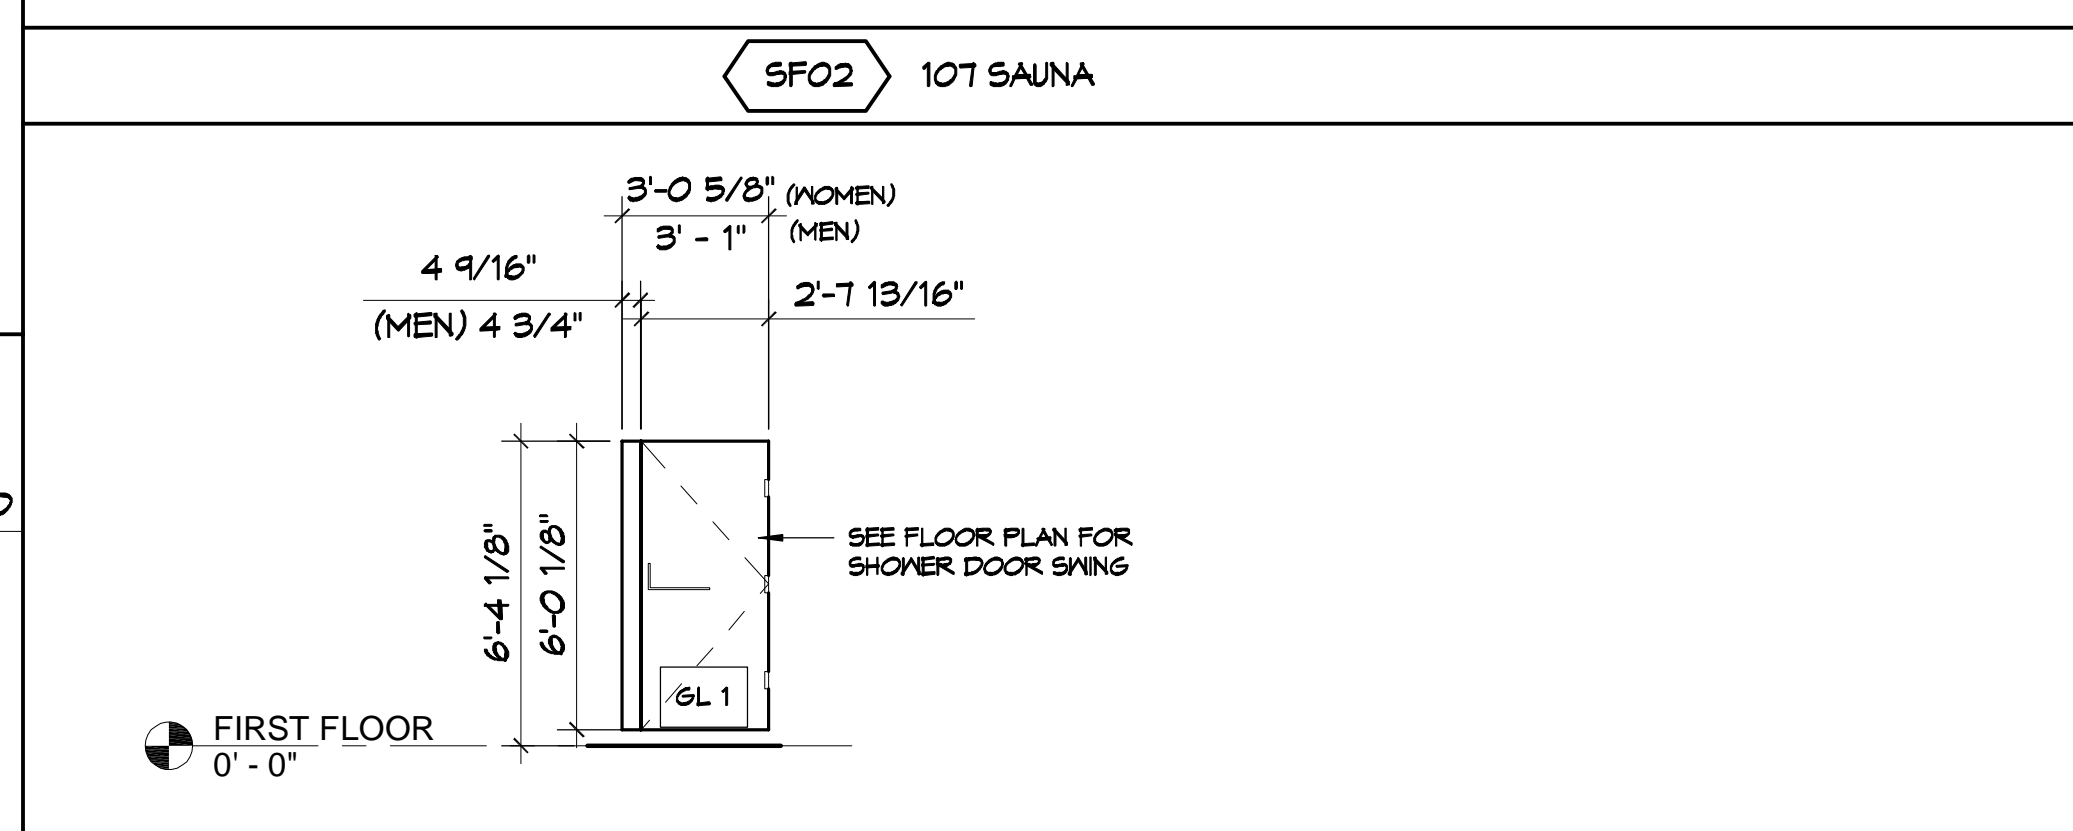 SF02 107 SAUNA
3'-0 5/8" (WOMEN)
3' - 1" (MEN)
4 9/16"
(MEN) 4 3/4"
2'-7 13/16"
6'-4 1/8"
6'-0 1/8"
SEE FLOOR PLAN FOR
SHOWER DOOR SWING
GL 1
FIRST FLOOR
0' - 0"